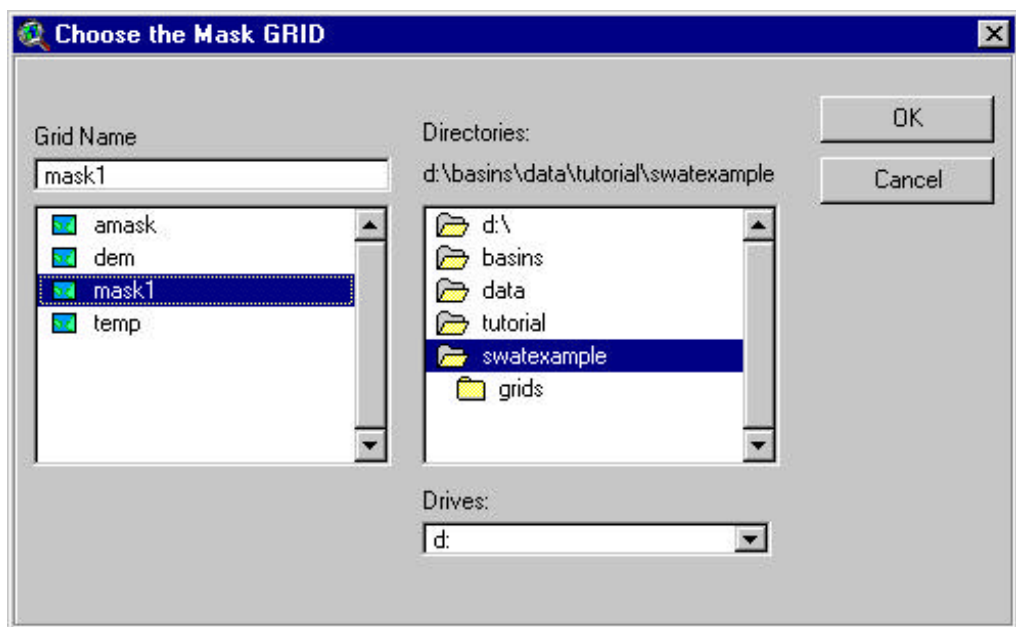 Choose the Mask GRID
Grid Name
mask1
amask
dem
mask1
temp
Directories:
d:\basins\data\tutorial\swatexample
d:\
basins
data
tutorial
swatexample
grids
Drives:
d:
OK
Cancel